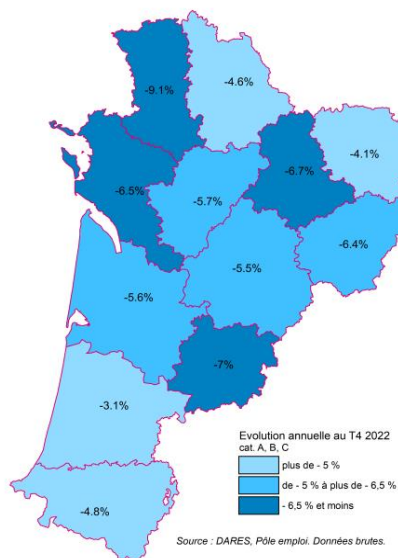 -9.1%
-4.6%
-4.1%
-6.7%
-6.5%
-5.7%
-6.4%
-5.5%
-5.6%
-7%
-3.1%
-4.8%
Evolution annuelle au T4 2022
cat. A, B, C
plus de - 5 %
de - 5 % à plus de - 6,5 %
- 6,5 % et moins
Source : DARES, Pôle emploi. Données brutes.